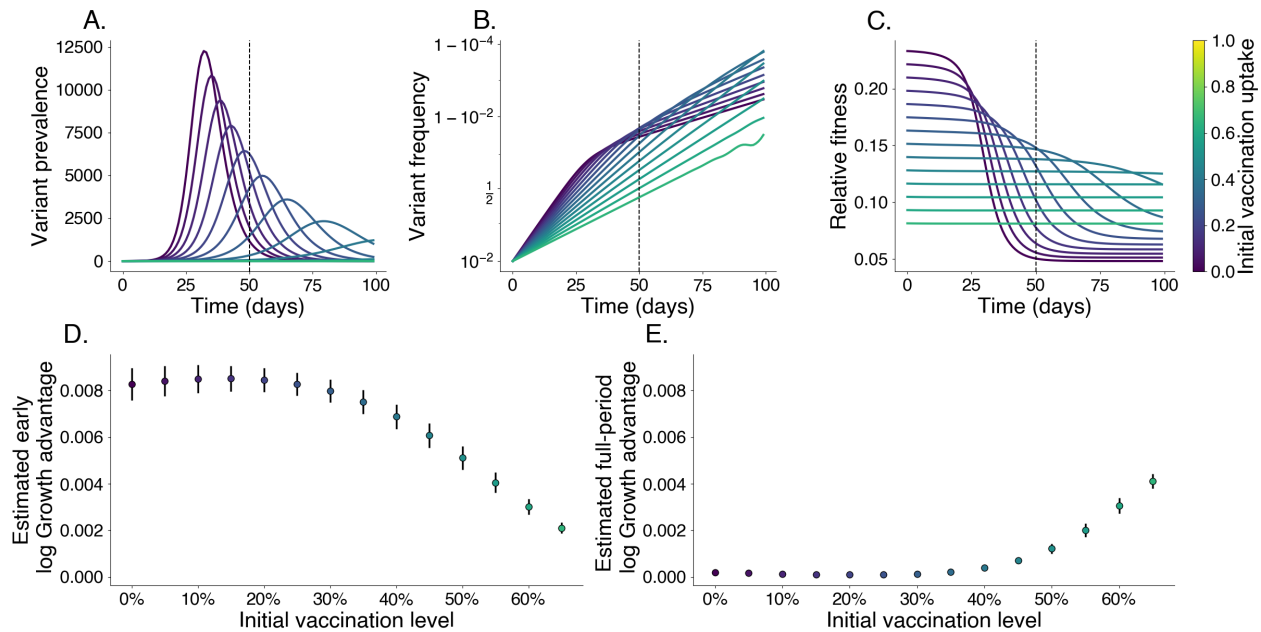 A.
Variant prevalence
12500
10000
7500
5000
2500
0
0 25 50 75 100
Time (days)
B.
Variant frequency
1 − 10⁻⁴
1 − 10⁻²
1/2
10⁻²
0 25 50 75 100
Time (days)
C.
Relative fitness
0.20
0.15
0.10
0.05
0 25 50 75 100
Time (days)
1.0
0.8
0.6
0.4
0.2
0.0
Initial vaccination uptake
D.
Estimated early
log Growth advantage
0.008
0.006
0.004
0.002
0.000
0% 10% 20% 30% 40% 50% 60%
Initial vaccination level
E.
Estimated full-period
log Growth advantage
0.008
0.006
0.004
0.002
0.000
0% 10% 20% 30% 40% 50% 60%
Initial vaccination level